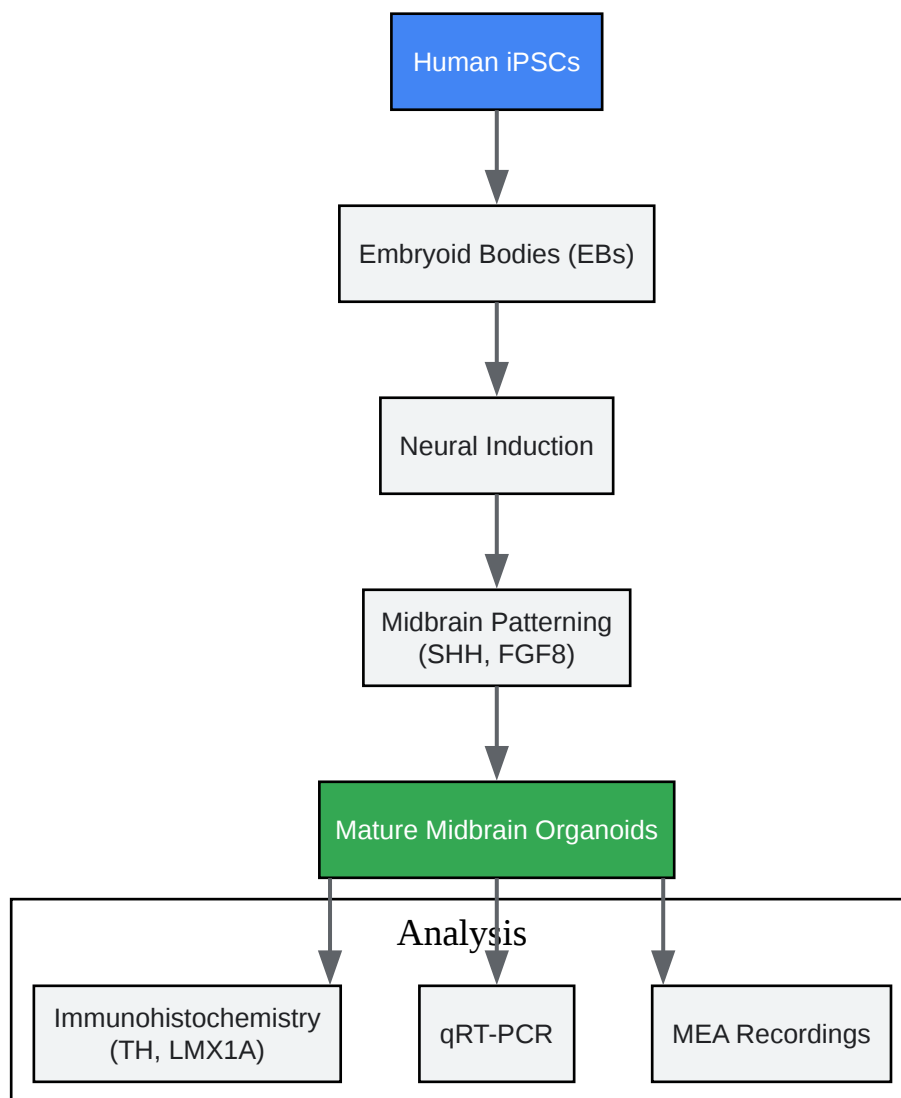 Human iPSCs
Embryoid Bodies (EBs)
Neural Induction
Midbrain Patterning
(SHH, FGF8)
Mature Midbrain Organoids
Analysis
Immunohistochemistry
(TH, LMX1A)
qRT-PCR
MEA Recordings